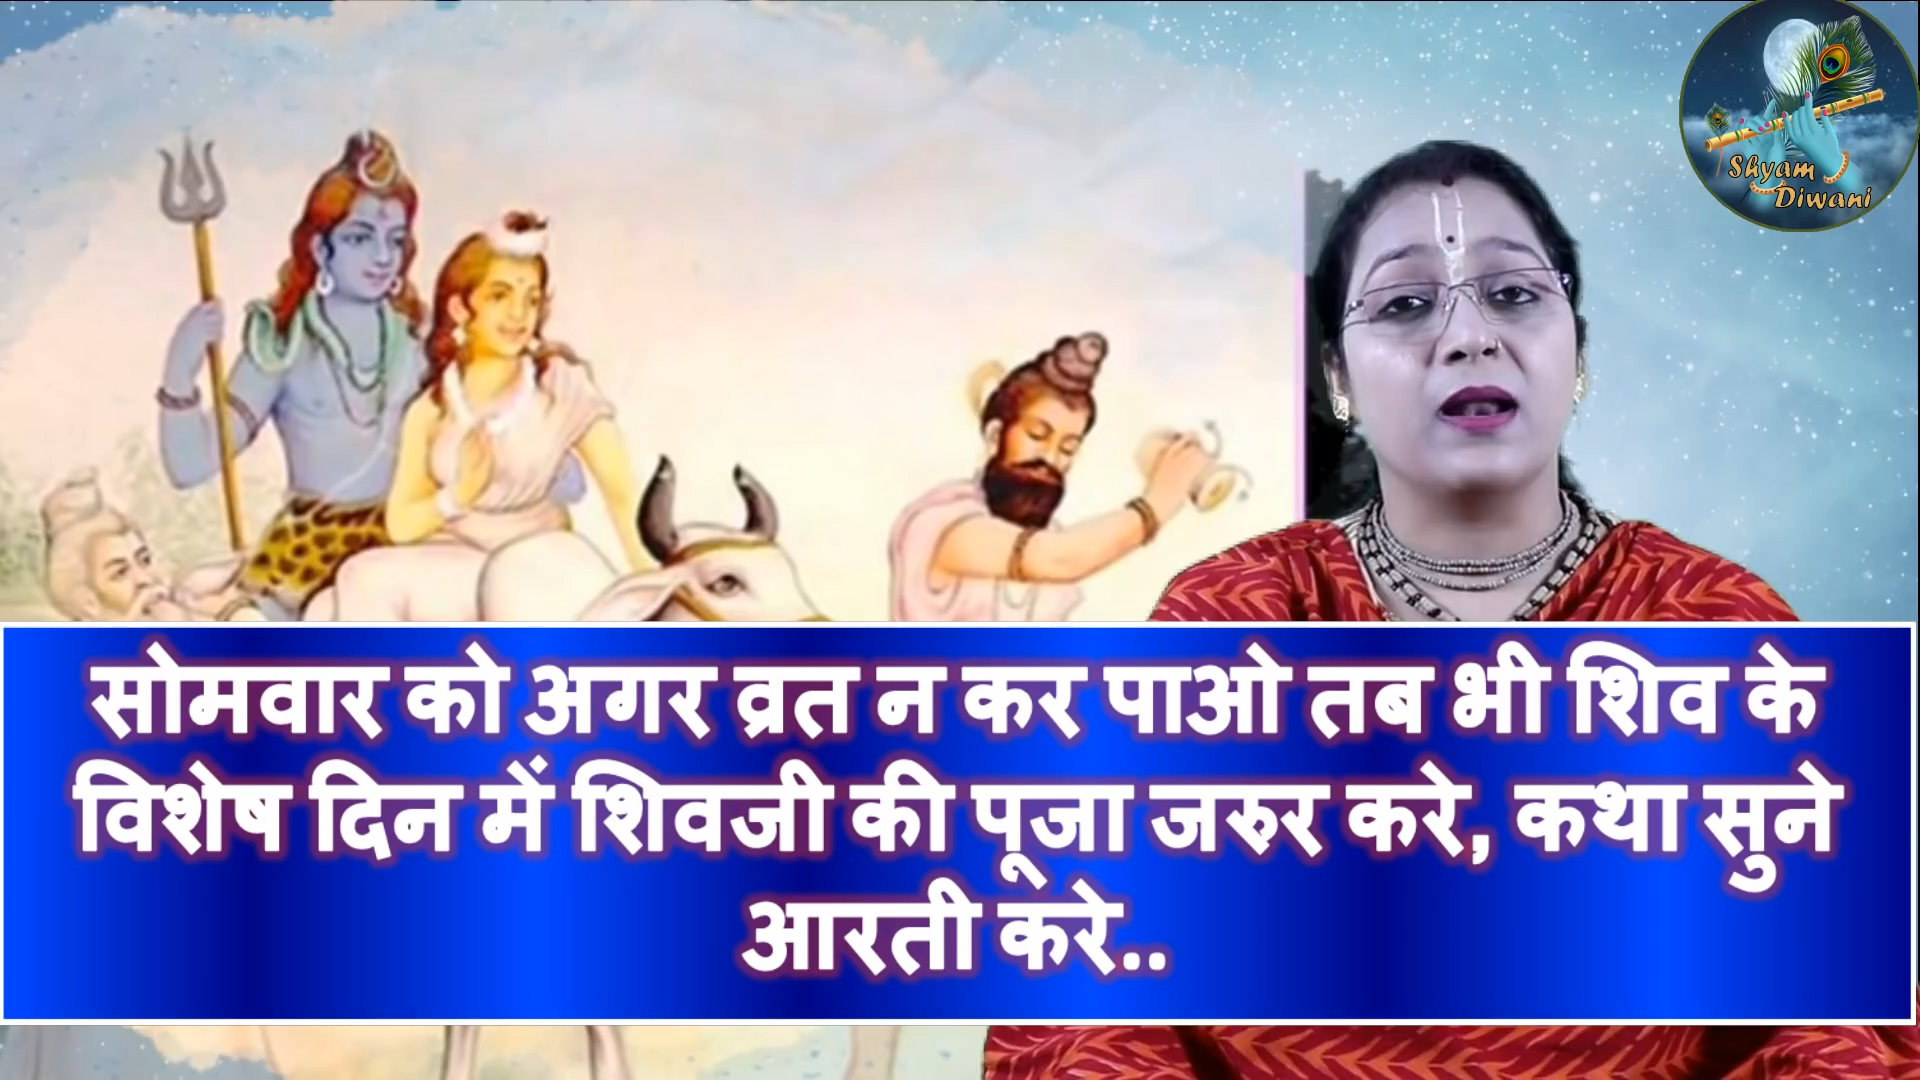 Shyam
Diwani
सोमवार को अगर व्रत न कर पाओ तब भी शिव के
विशेष दिन में शिवजी की पूजा जरुर करे, कथा सुने
आरती करे..